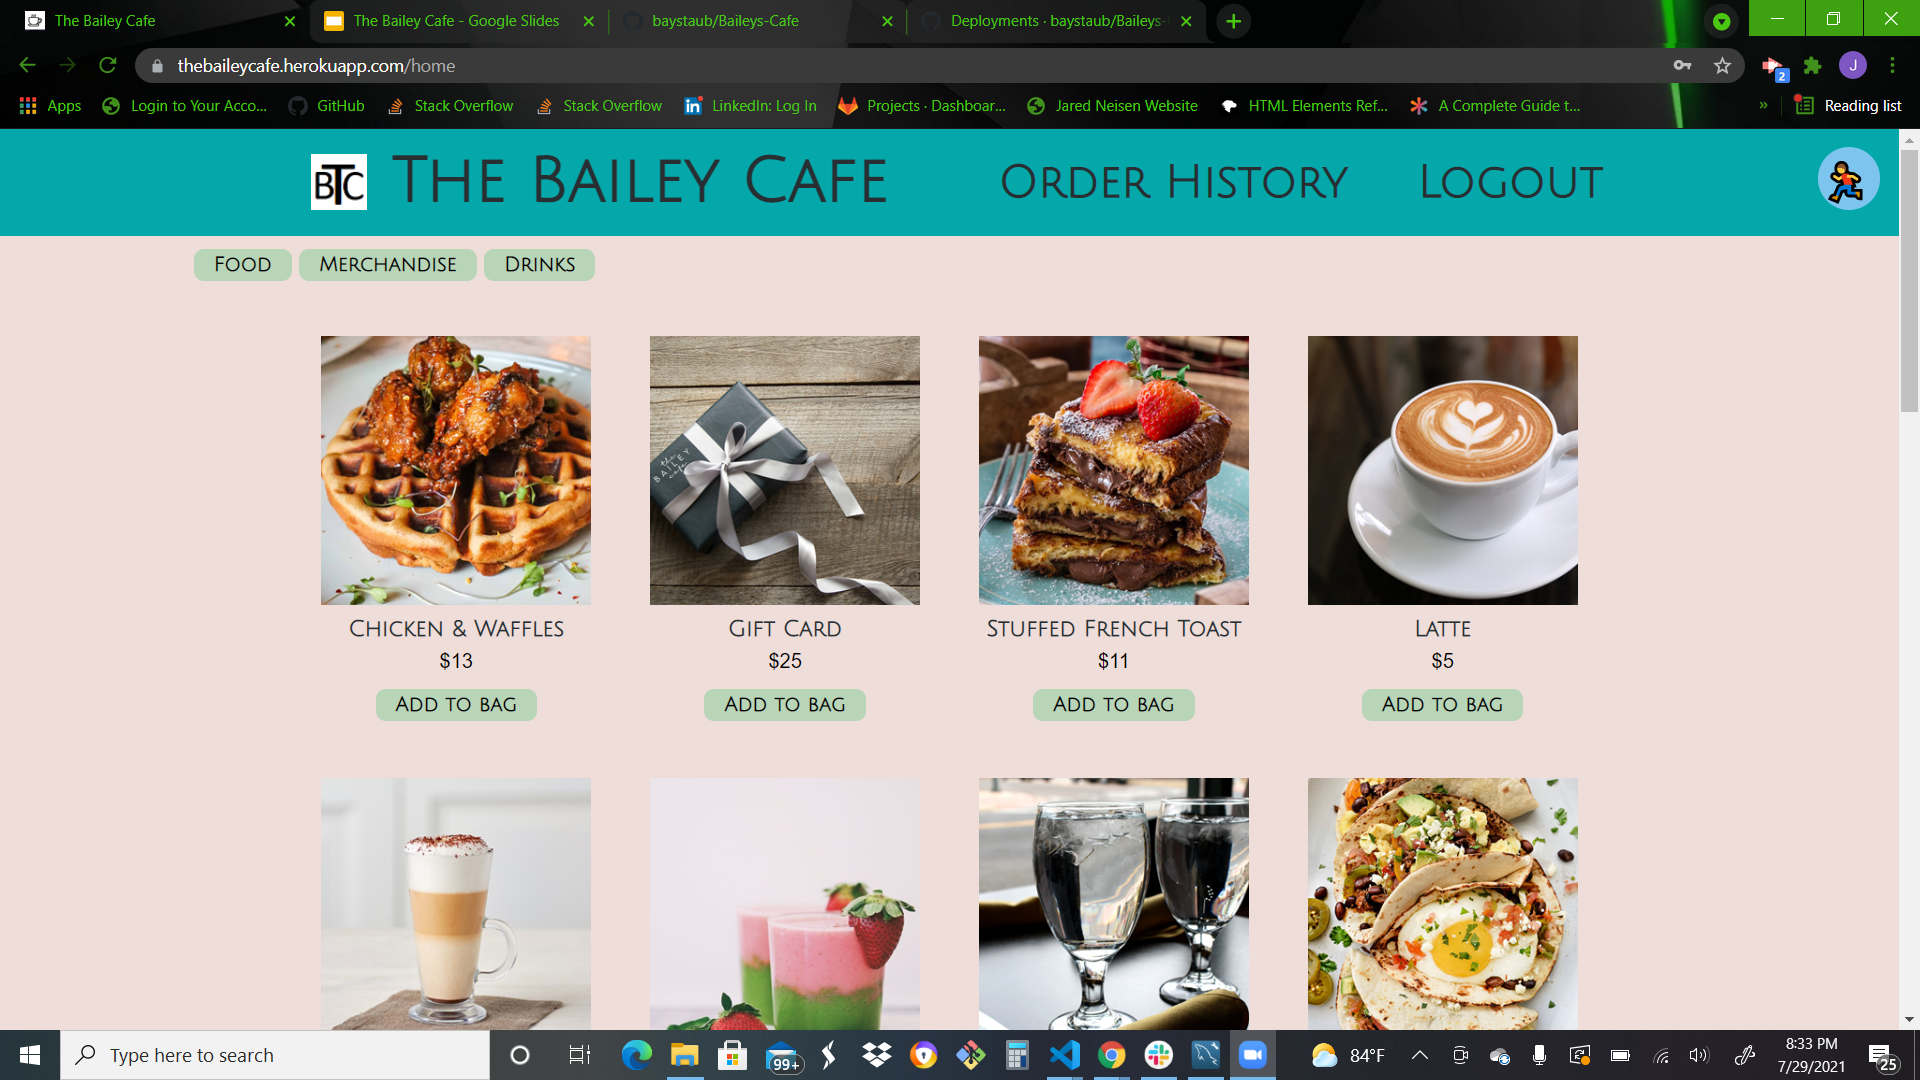 The Bailey Cafe
The Bailey Cafe - Google Slides
baystaub/Baileys-Cafe
Deployments · baystaub/Baileys-
thebaileycafe.herokuapp.com/home
J
2
Apps
Login to Your Acco...
GitHub
Stack Overflow
Stack Overflow
LinkedIn: Log In
Projects · Dashboar...
Jared Neisen Website
HTML Elements Ref...
A Complete Guide t...
»
Reading list
BTC
The Bailey Cafe
Order History
Logout
Food
Merchandise
Drinks
the
BAILEY
cafe
Chicken & Waffles
Gift Card
Stuffed French Toast
Latte
$13
$25
$11
$5
Add to bag
Add to bag
Add to bag
Add to bag
Type here to search
99+
84°F
8:33 PM
7/29/2021
25